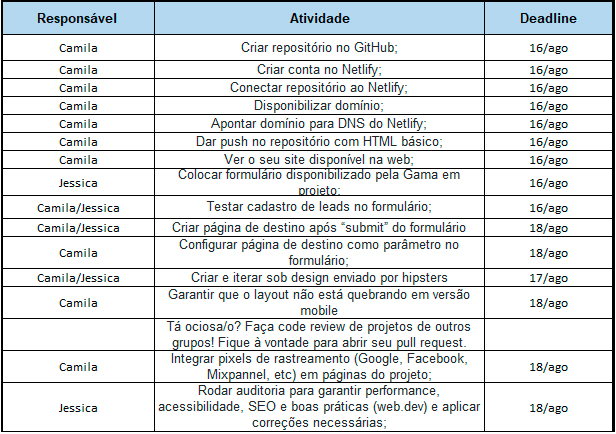 Responsável Atividade Deadline
Camila Criar repositório no GitHub; 16/ago
Camila Criar conta no Netlify; 16/ago
Camila Conectar repositório ao Netlify; 16/ago
Camila Disponibilizar domínio; 16/ago
Camila Apontar domínio para DNS do Netlify; 16/ago
Camila Dar push no repositório com HTML básico; 16/ago
Camila Ver o seu site disponível na web; 16/ago
Jessica Colocar formulário disponibilizado pela Gama em 16/ago
projeto;
Camila/Jessica Testar cadastro de leads no formulário; 16/ago
Camila/Jessica Criar página de destino após “submit” do formulário 18/ago
Camila Configurar página de destino como parâmetro no 18/ago
formulário;
Camila/Jessica Criar e iterar sob design enviado por hipsters 17/ago
Camila Garantir que o layout não está quebrando em versão 18/ago
mobile
Tá ociosa/o? Faça code review de projetos de outros
grupos! Fique à vontade para abrir seu pull request.
Camila Integrar pixels de rastreamento (Google, Facebook, 18/ago
Mixpannel, etc) em páginas do projeto;
Rodar auditoria para garantir performance,
Jessica acessibilidade, SEO e boas práticas (web.dev) e aplicar 18/ago
correções necessárias;